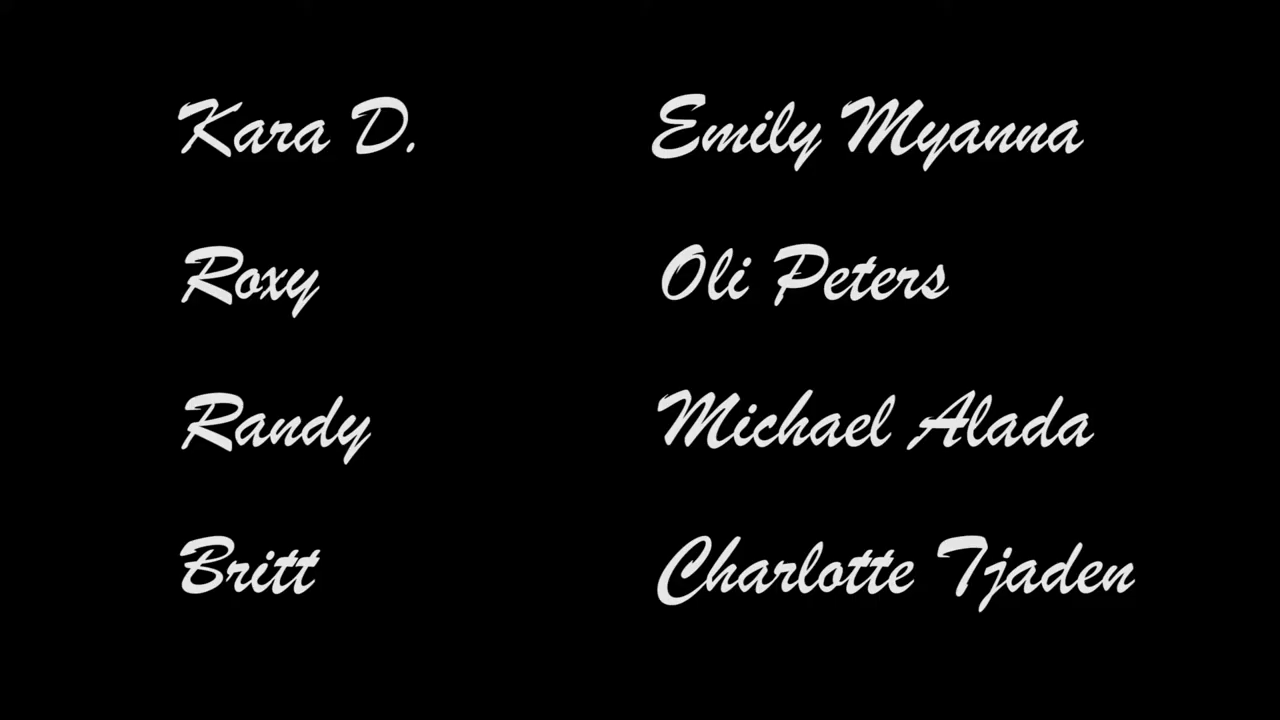 Kara D. Emily Myanna
Roxy Oli Peters
Randy Michael Alada
Britt Charlotte Tjaden